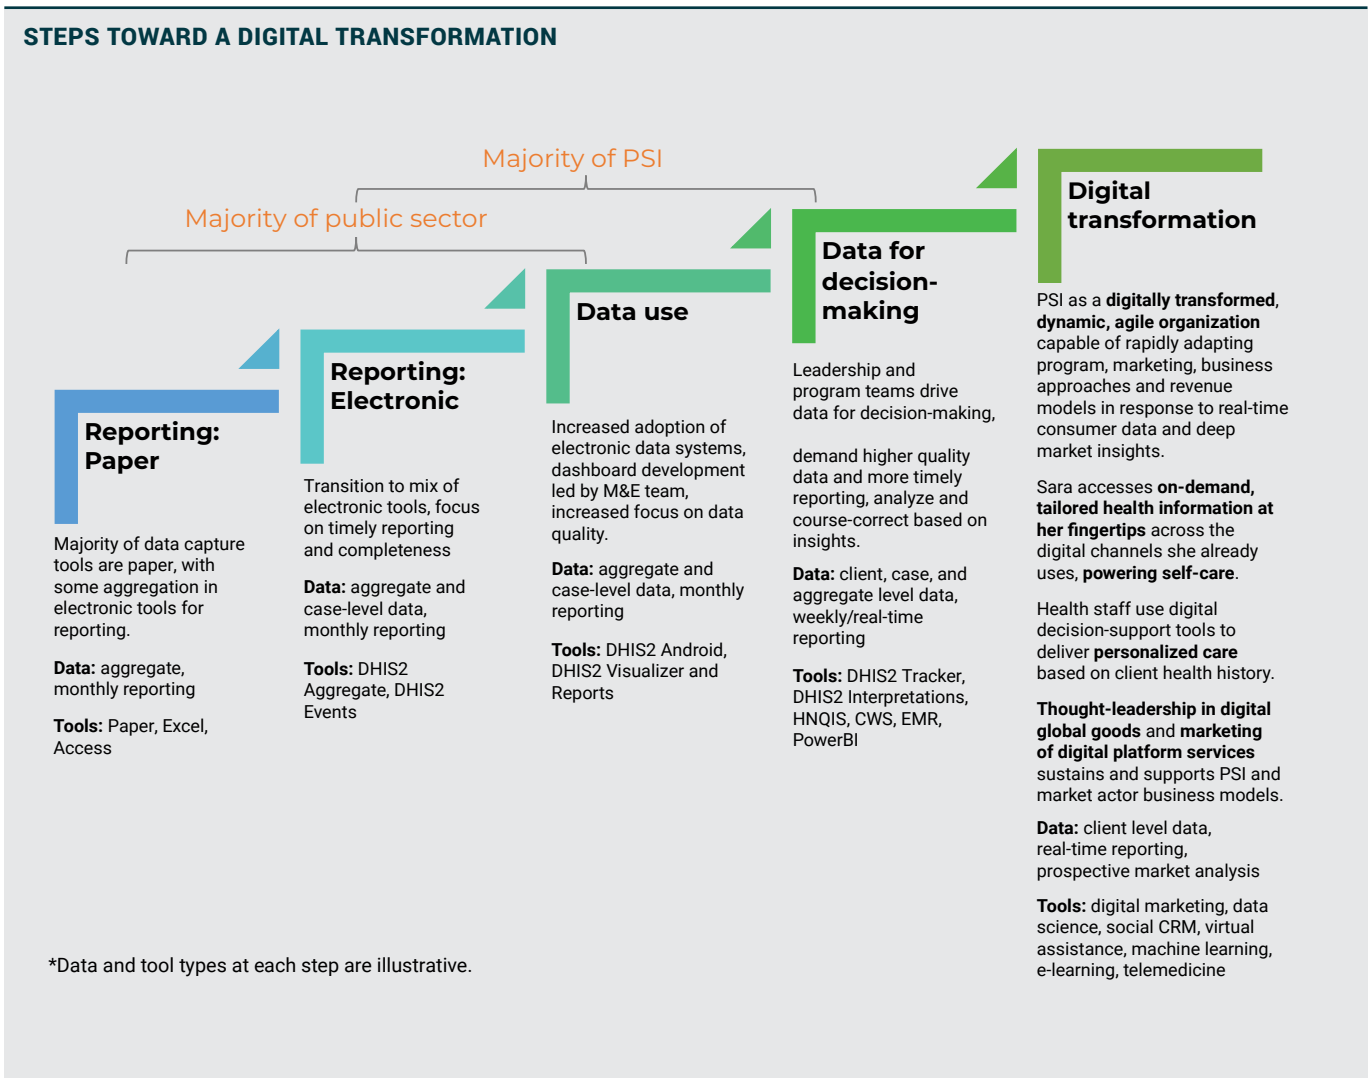 STEPS TOWARD A DIGITAL TRANSFORMATION
Majority of PSI
Majority of public sector
Reporting:
Paper
Majority of data capture
tools are paper, with
some aggregation in
electronic tools for
reporting.
Data: aggregate,
monthly reporting
Tools: Paper, Excel,
Access
Reporting:
Electronic
Transition to mix of
electronic tools, focus
on timely reporting
and completeness
Data: aggregate and
case-level data,
monthly reporting
Tools: DHIS2
Aggregate, DHIS2
Events
Data use
Increased adoption of
electronic data systems,
dashboard development
led by M&E team,
increased focus on data
quality.
Data: aggregate and
case-level data, monthly
reporting
Tools: DHIS2 Android,
DHIS2 Visualizer and
Reports
Data for
decision-
making
Leadership and
program teams drive
data for decision-making,
demand higher quality
data and more timely
reporting, analyze and
course-correct based on
insights.
Data: client, case, and
aggregate level data,
weekly/real-time
reporting
Tools: DHIS2 Tracker,
DHIS2 Interpretations,
HNQIS, CWS, EMR,
PowerBI
Digital
transformation
PSI as a digitally transformed,
dynamic, agile organization
capable of rapidly adapting
program, marketing, business
approaches and revenue
models in response to real-time
consumer data and deep
market insights.
Sara accesses on-demand,
tailored health information at
her fingertips across the
digital channels she already
uses, powering self-care.
Health staff use digital
decision-support tools to
deliver personalized care
based on client health history.
Thought-leadership in digital
global goods and marketing
of digital platform services
sustains and supports PSI and
market actor business models.
Data: client level data,
real-time reporting,
prospective market analysis
Tools: digital marketing, data
science, social CRM, virtual
assistance, machine learning,
e-learning, telemedicine
*Data and tool types at each step are illustrative.